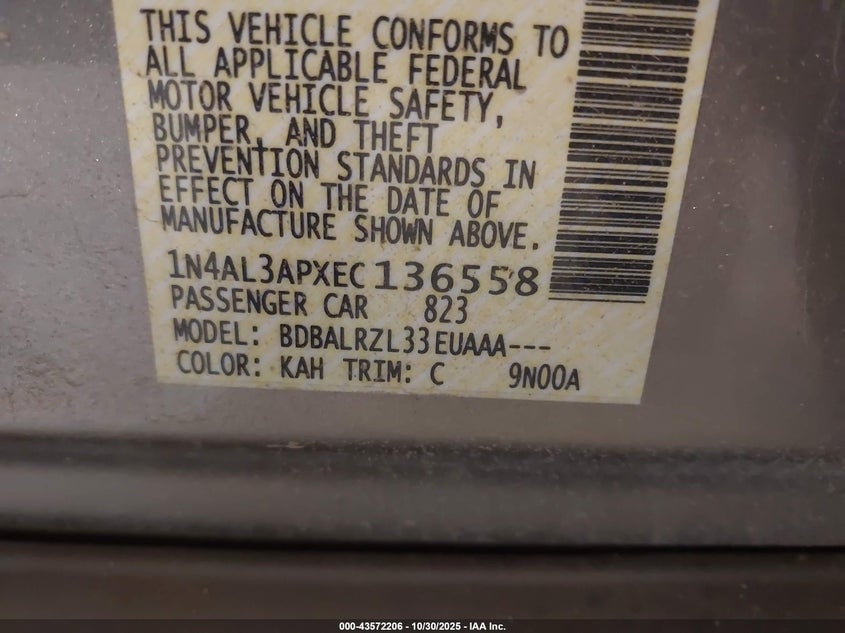 THIS VEHICLE CONFORMS TO
ALL APPLICABLE FEDERAL
MOTOR VEHICLE SAFETY,
BUMPER, AND THEFT
PREVENTION STANDARDS IN
EFFECT ON THE DATE OF
MANUFACTURE SHOWN ABOVE.
1N4AL3APXEC136558
PASSENGER CAR 823
MODEL: BDBALRZL33EUAAA---
COLOR: KAH TRIM: C 9N00A
000-43572206 - 10/30/2025 - IAA Inc.